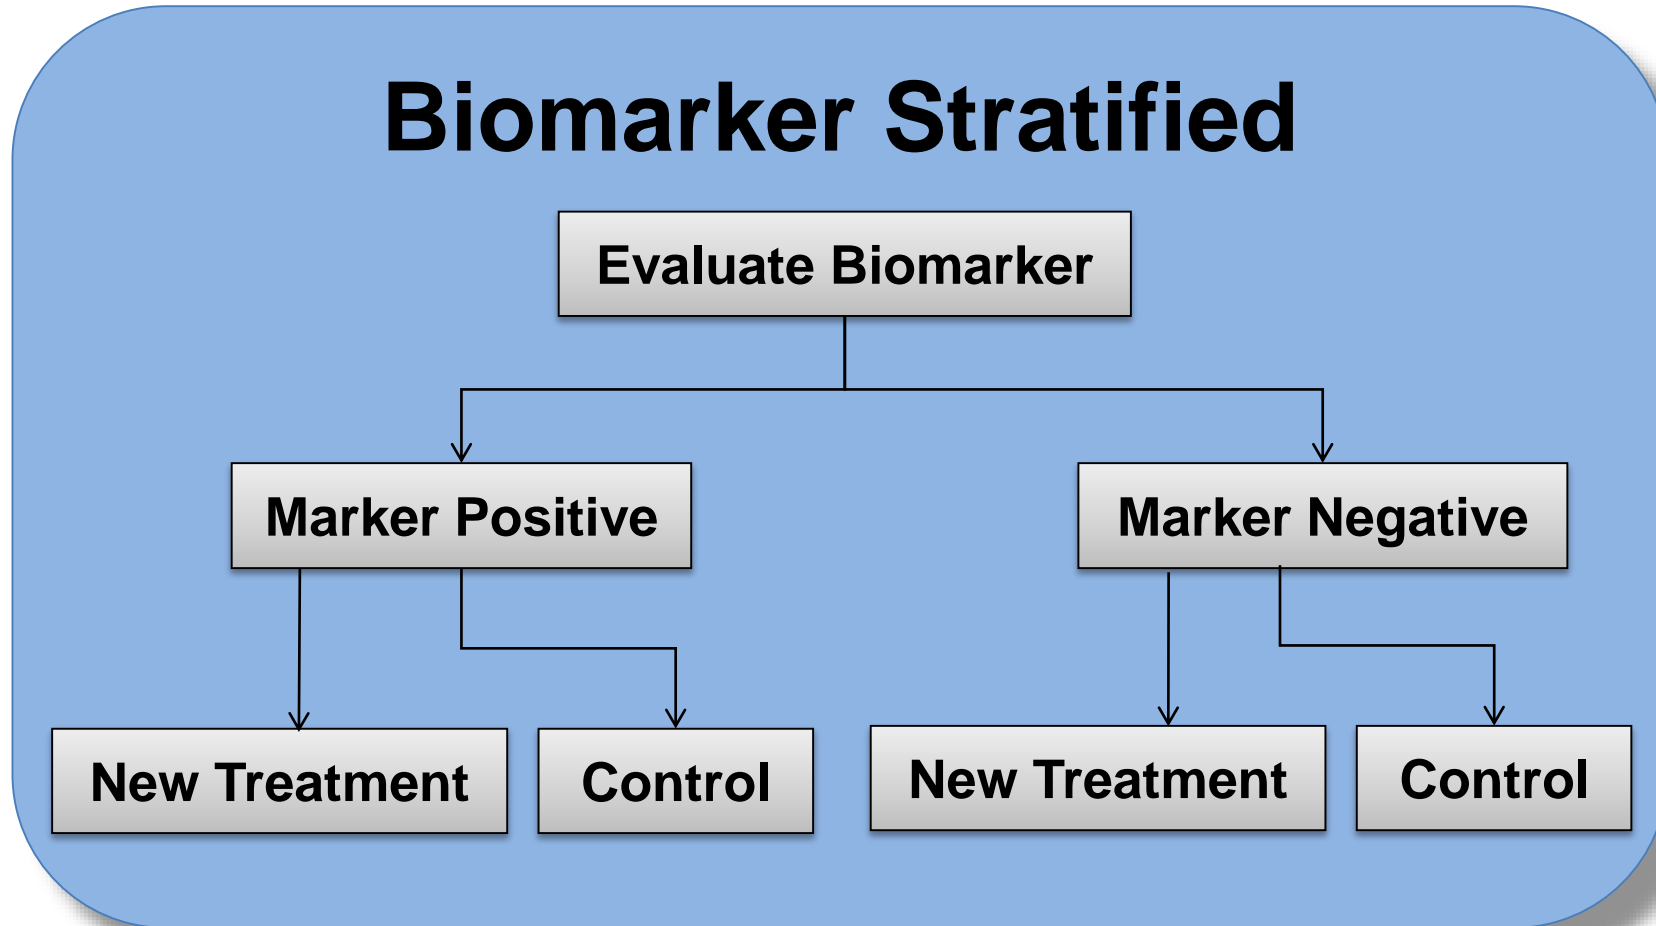 Biomarker Stratified
Evaluate Biomarker
Marker Positive
Marker Negative
New Treatment
Control
New Treatment
Control